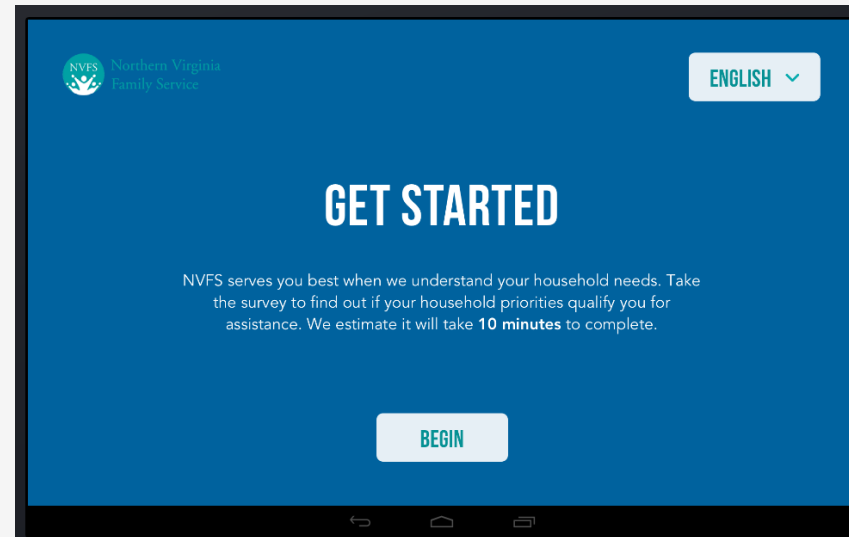 NVFS
Northern Virginia
Family Service
ENGLISH
GET STARTED
NVFS serves you best when we understand your household needs. Take
the survey to find out if your household priorities qualify you for
assistance. We estimate it will take 10 minutes to complete.
BEGIN